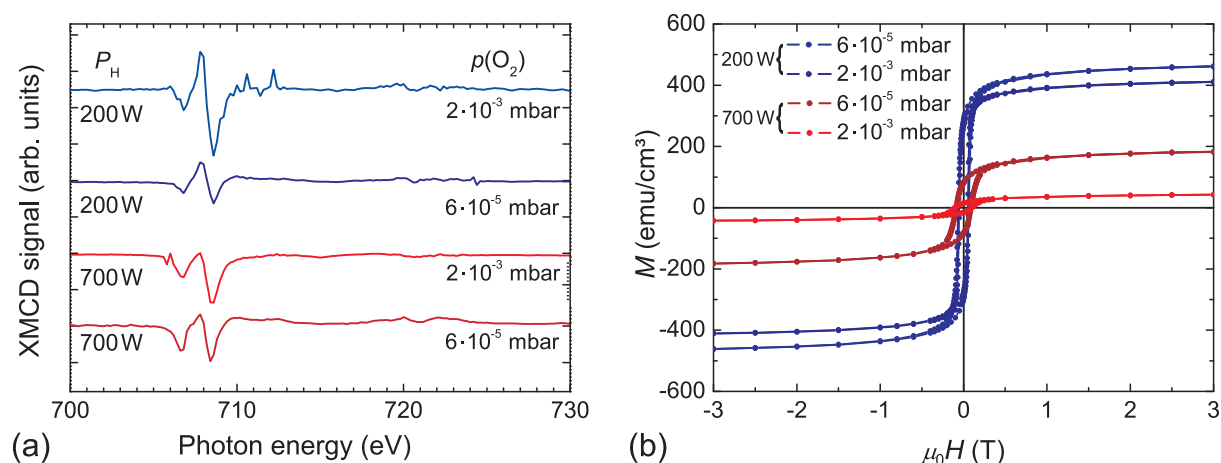 P_H
p(O₂)
200 W
2·10⁻³ mbar
200 W
6·10⁻⁵ mbar
700 W
2·10⁻³ mbar
700 W
6·10⁻⁵ mbar
XMCD signal (arb. units)
700 710 720 730
Photon energy (eV)
(a)
200 W { 6·10⁻⁵ mbar
2·10⁻³ mbar
700 W { 6·10⁻⁵ mbar
2·10⁻³ mbar
M (emu/cm³)
600
400
200
0
-200
-400
-600
-3 -2 -1 0 1 2 3
μ₀H (T)
(b)